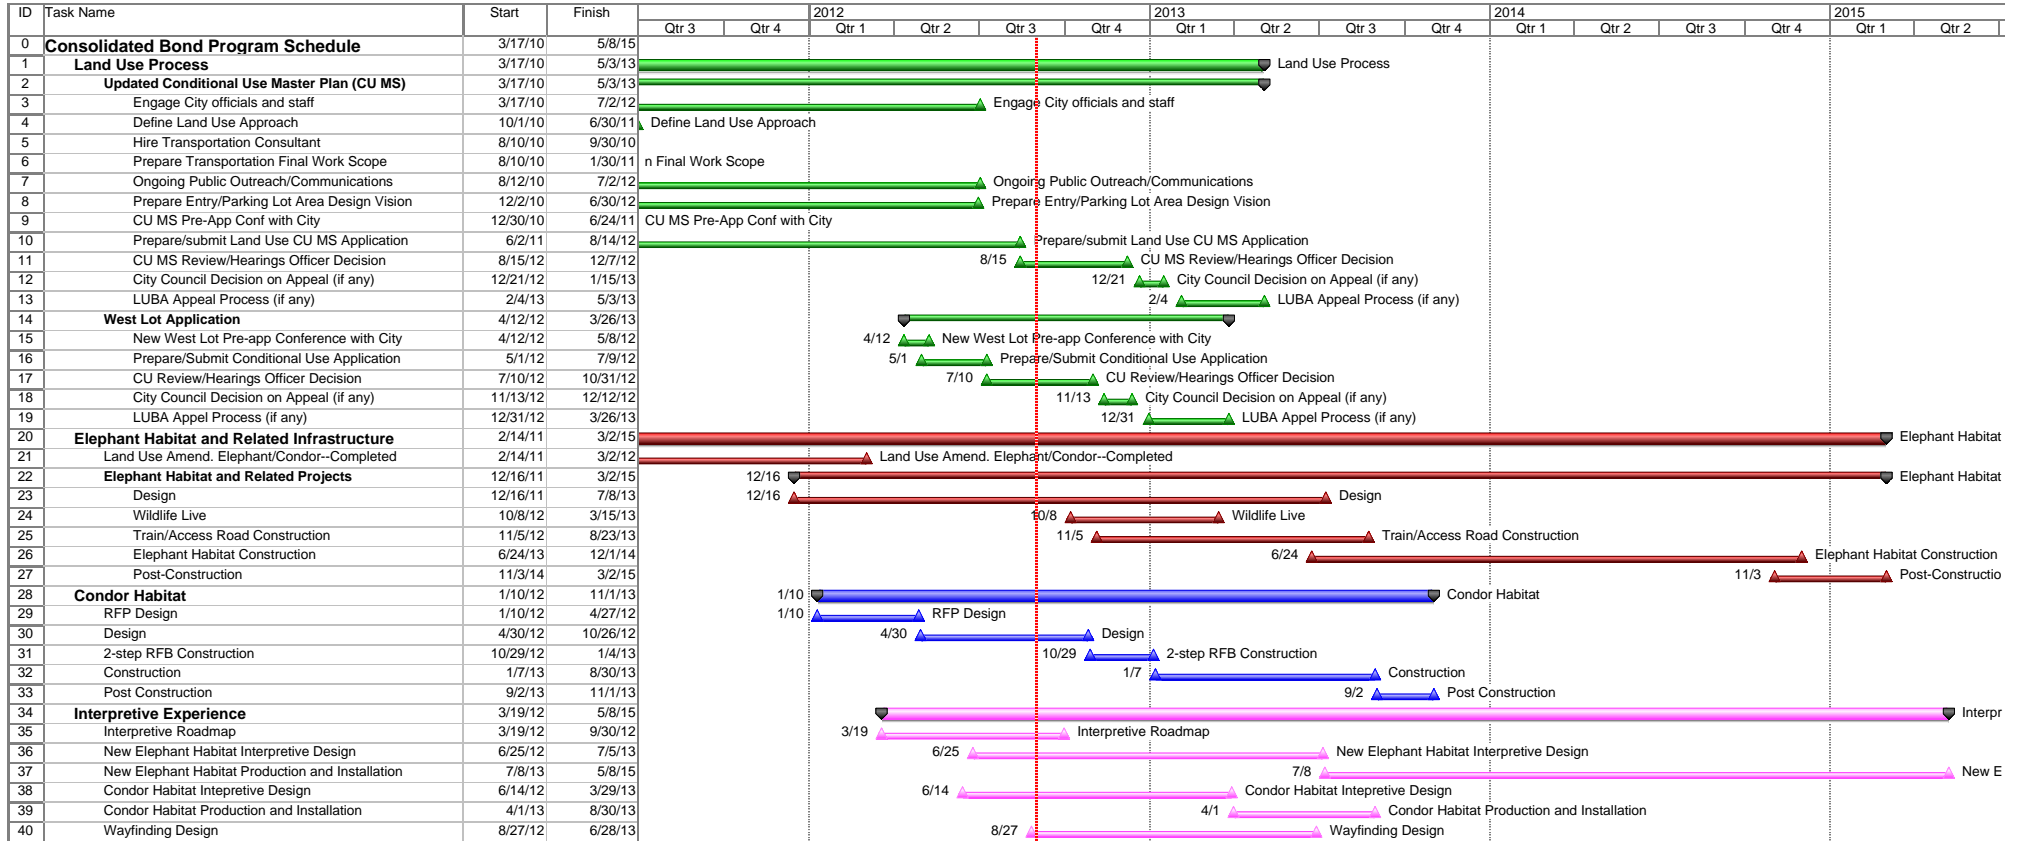 ID Task Name Start Finish 2012 2013 2014 2015
Qtr 3 Qtr 4 Qtr 1 Qtr 2 Qtr 3 Qtr 4 Qtr 1 Qtr 2 Qtr 3 Qtr 4 Qtr 1 Qtr 2 Qtr 3 Qtr 4 Qtr 1 Qtr 2
0 Consolidated Bond Program Schedule 3/17/10 5/8/15
1 Land Use Process 3/17/10 5/3/13 Land Use Process
2 Updated Conditional Use Master Plan (CU MS) 3/17/10 5/3/13
3 Engage City officials and staff 3/17/10 7/2/12 Engage City officials and staff
4 Define Land Use Approach 10/1/10 6/30/11 Define Land Use Approach
5 Hire Transportation Consultant 8/10/10 9/30/10
6 Prepare Transportation Final Work Scope 8/10/10 1/30/11 n Final Work Scope
7 Ongoing Public Outreach/Communications 8/12/10 7/2/12 Ongoing Public Outreach/Communications
8 Prepare Entry/Parking Lot Area Design Vision 12/2/10 6/30/12 Prepare Entry/Parking Lot Area Design Vision
9 CU MS Pre-App Conf with City 12/30/10 6/24/11 CU MS Pre-App Conf with City
10 Prepare/submit Land Use CU MS Application 6/2/11 8/14/12 Prepare/submit Land Use CU MS Application
11 CU MS Review/Hearings Officer Decision 8/15/12 12/7/12 8/15 CU MS Review/Hearings Officer Decision
12 City Council Decision on Appeal (if any) 12/21/12 1/15/13 12/21 City Council Decision on Appeal (if any)
13 LUBA Appeal Process (if any) 2/4/13 5/3/13 2/4 LUBA Appeal Process (if any)
14 West Lot Application 4/12/12 3/26/13
15 New West Lot Pre-app Conference with City 4/12/12 5/8/12 4/12 New West Lot Pre-app Conference with City
16 Prepare/Submit Conditional Use Application 5/1/12 7/9/12 5/1 Prepare/Submit Conditional Use Application
17 CU Review/Hearings Officer Decision 7/10/12 10/31/12 7/10 CU Review/Hearings Officer Decision
18 City Council Decision on Appeal (if any) 11/13/12 12/12/12 11/13 City Council Decision on Appeal (if any)
19 LUBA Appel Process (if any) 12/31/12 3/26/13 12/31 LUBA Appel Process (if any)
20 Elephant Habitat and Related Infrastructure 2/14/11 3/2/15 Elephant Habitat
21 Land Use Amend. Elephant/Condor--Completed 2/14/11 3/2/12 Land Use Amend. Elephant/Condor--Completed
22 Elephant Habitat and Related Projects 12/16/11 3/2/15 12/16 Elephant Habitat
23 Design 12/16/11 7/8/13 12/16 Design
24 Wildlife Live 10/8/12 3/15/13 10/8 Wildlife Live
25 Train/Access Road Construction 11/5/12 8/23/13 11/5 Train/Access Road Construction
26 Elephant Habitat Construction 6/24/13 12/1/14 6/24 Elephant Habitat Construction
27 Post-Construction 11/3/14 3/2/15 11/3 Post-Constructio
28 Condor Habitat 1/10/12 11/1/13 1/10 Condor Habitat
29 RFP Design 1/10/12 4/27/12 1/10 RFP Design
30 Design 4/30/12 10/26/12 4/30 Design
31 2-step RFB Construction 10/29/12 1/4/13 10/29 2-step RFB Construction
32 Construction 1/7/13 8/30/13 1/7 Construction
33 Post Construction 9/2/13 11/1/13 9/2 Post Construction
34 Interpretive Experience 3/19/12 5/8/15 Interpr
35 Interpretive Roadmap 3/19/12 9/30/12 3/19 Interpretive Roadmap
36 New Elephant Habitat Interpretive Design 6/25/12 7/5/13 6/25 New Elephant Habitat Interpretive Design
37 New Elephant Habitat Production and Installation 7/8/13 5/8/15 7/8 New E
38 Condor Habitat Intepretive Design 6/14/12 3/29/13 6/14 Condor Habitat Intepretive Design
39 Condor Habitat Production and Installation 4/1/13 8/30/13 4/1 Condor Habitat Production and Installation
40 Wayfinding Design 8/27/12 6/28/13 8/27 Wayfinding Design